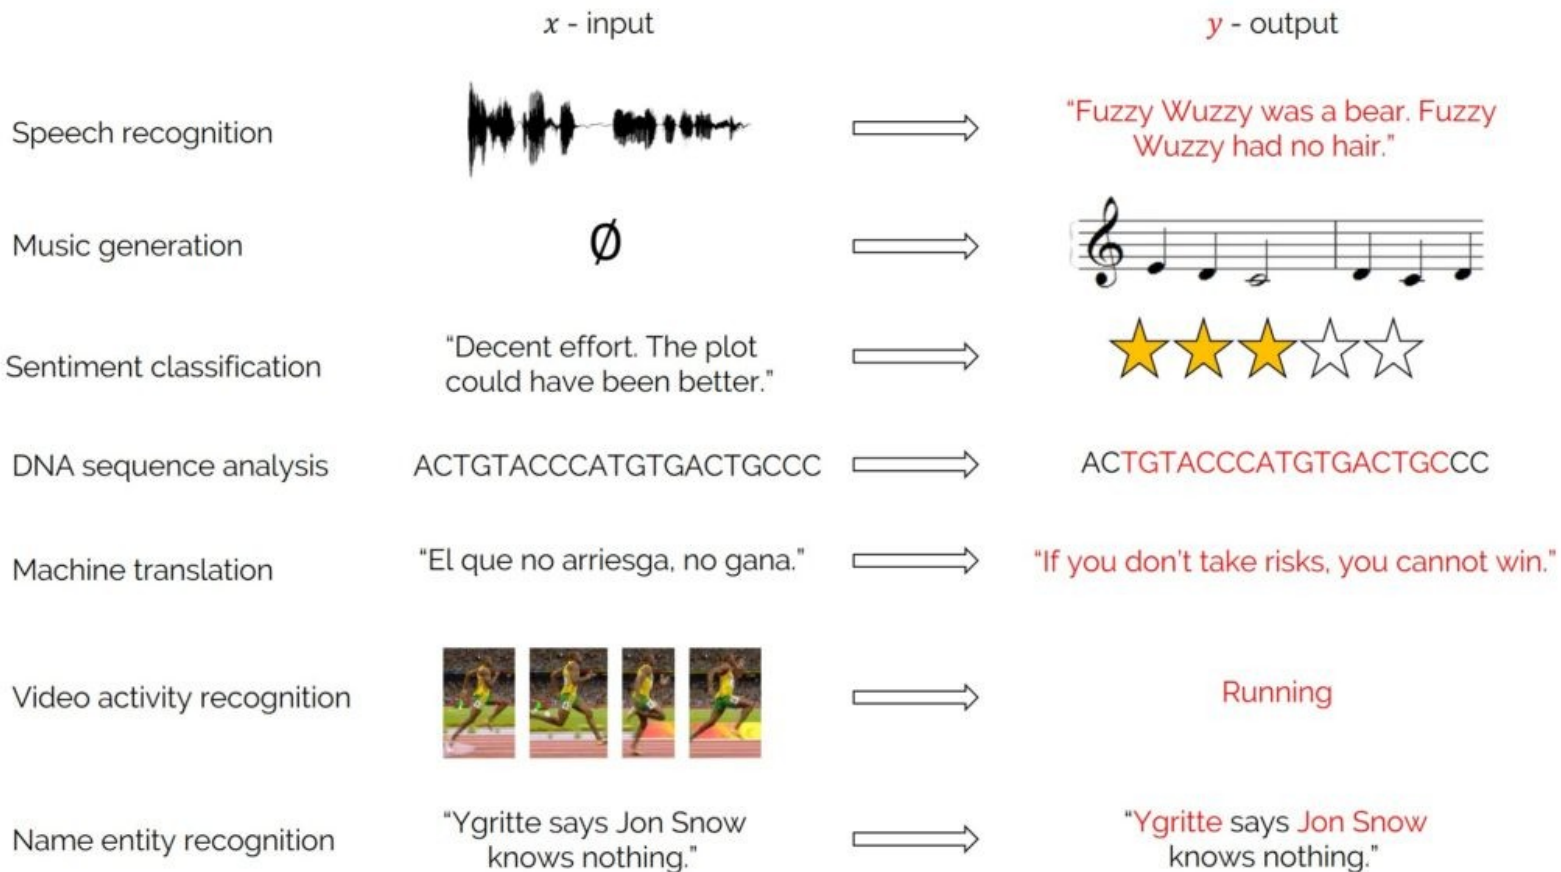 x - input
y - output
Speech recognition
“Fuzzy Wuzzy was a bear. Fuzzy
Wuzzy had no hair.”
Music generation
Ø
Sentiment classification
“Decent effort. The plot
could have been better.”
DNA sequence analysis
ACTGTACCCATGTGACTGCCC
ACTGTACCCATGTGACTGCCC
Machine translation
“El que no arriesga, no gana.”
“If you don’t take risks, you cannot win.”
Video activity recognition
Running
Name entity recognition
“Ygritte says Jon Snow
knows nothing.”
“Ygritte says Jon Snow
knows nothing.”